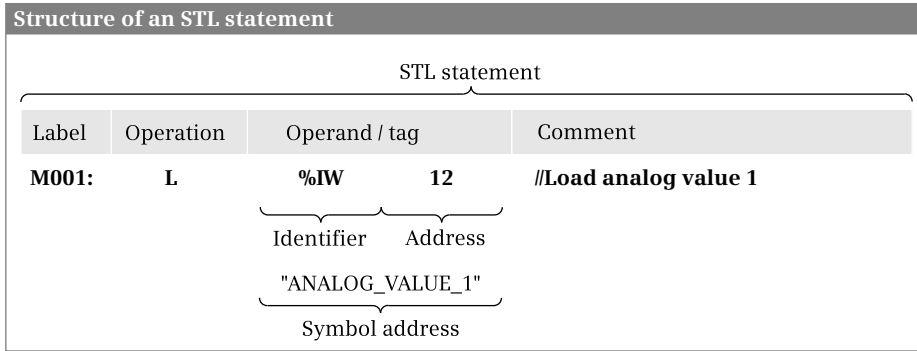 Structure of an STL statement
STL statement
Label Operation Operand / tag Comment
M001: L %IW 12 //Load analog value 1
Identifier Address
"ANALOG_VALUE_1"
Symbol address